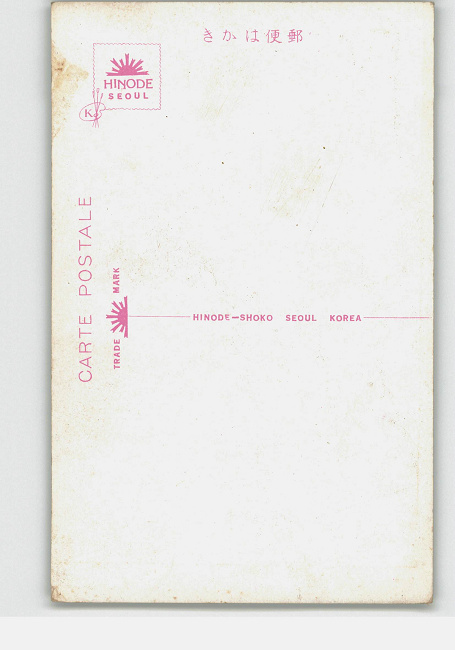 きかは便郵
HINODE
SEOUL
K
CARTE POSTALE
TRADE MARK
HINODE-SHOKO SEOUL KOREA